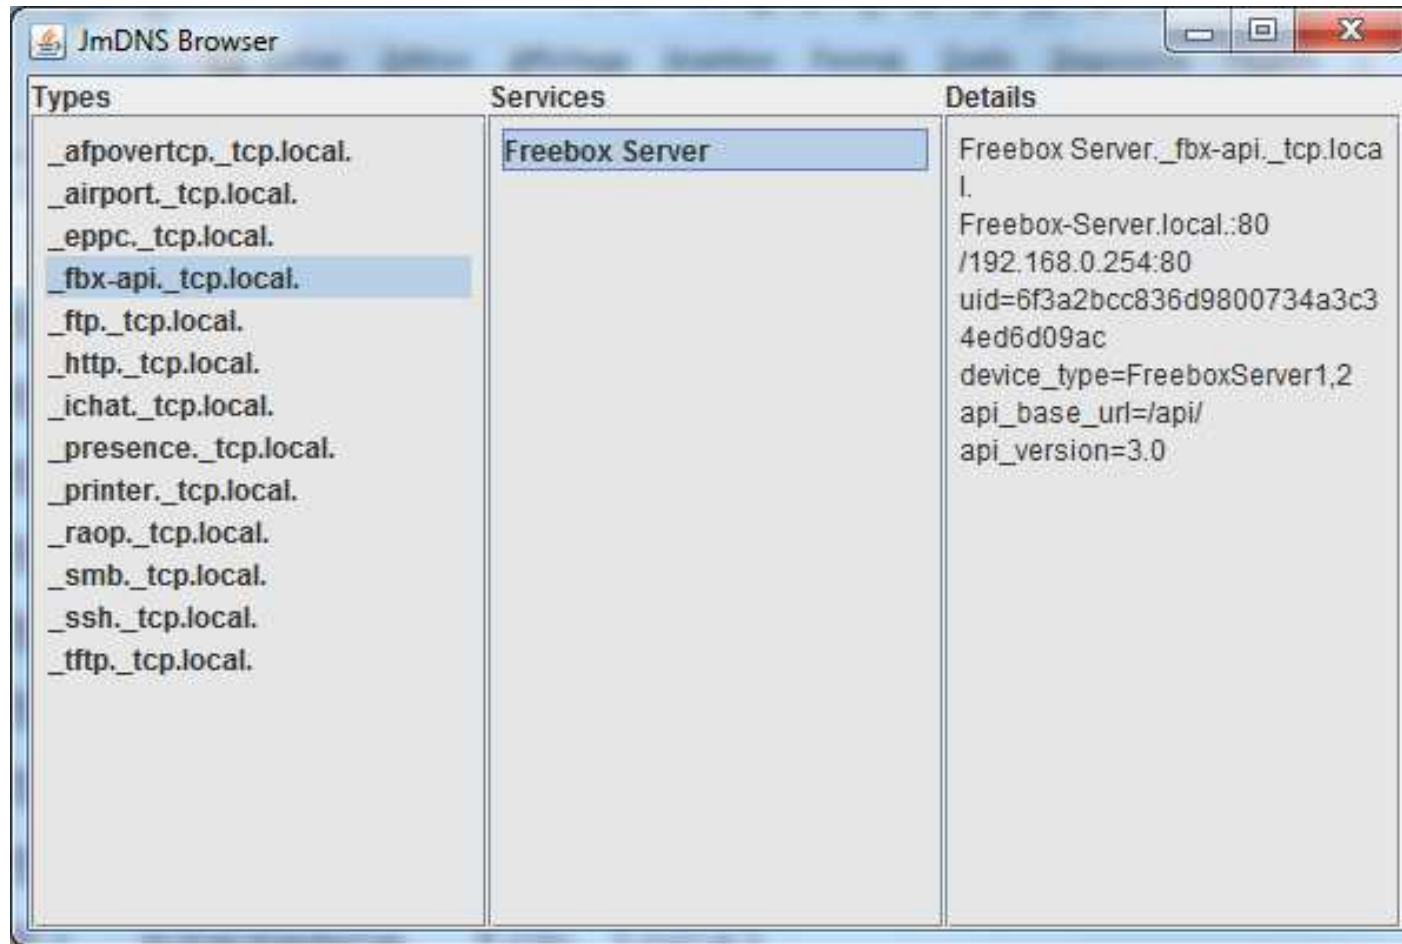 JmDNS Browser
Types
Services
Details
_afpovertcp._tcp.local.
_airport._tcp.local.
_eppc._tcp.local.
_fbx-api._tcp.local.
_ftp._tcp.local.
_http._tcp.local.
_ichat._tcp.local.
_presence._tcp.local.
_printer._tcp.local.
_raop._tcp.local.
_smb._tcp.local.
_ssh._tcp.local.
_tftp._tcp.local.
Freebox Server
Freebox Server._fbx-api._tcp.loca
l.
Freebox-Server.local.:80
/192.168.0.254:80
uid=6f3a2bcc836d9800734a3c3
4ed6d09ac
device_type=FreeboxServer1,2
api_base_url=/api/
api_version=3.0